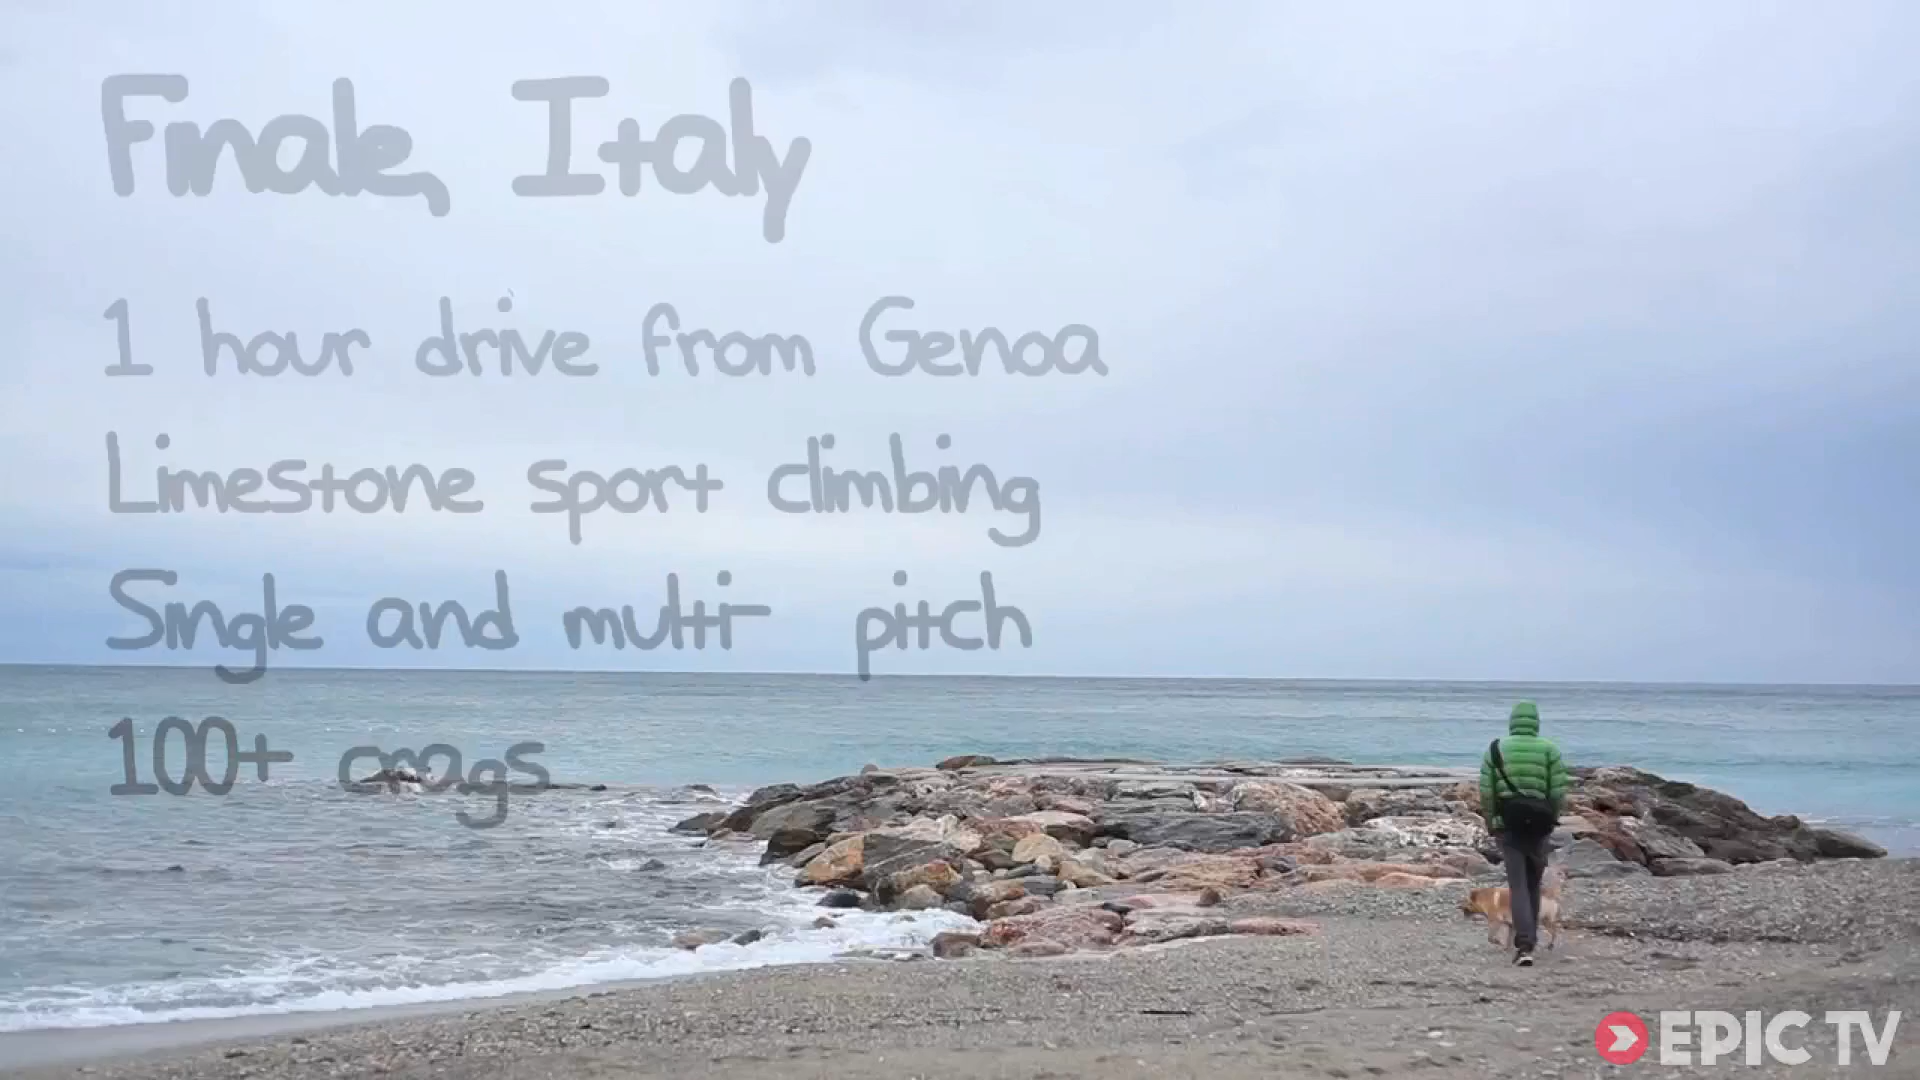 Finale, Italy
1 hour drive from Genoa
Limestone sport climbing
Single and multi- pitch
100+ crags
EPIC TV